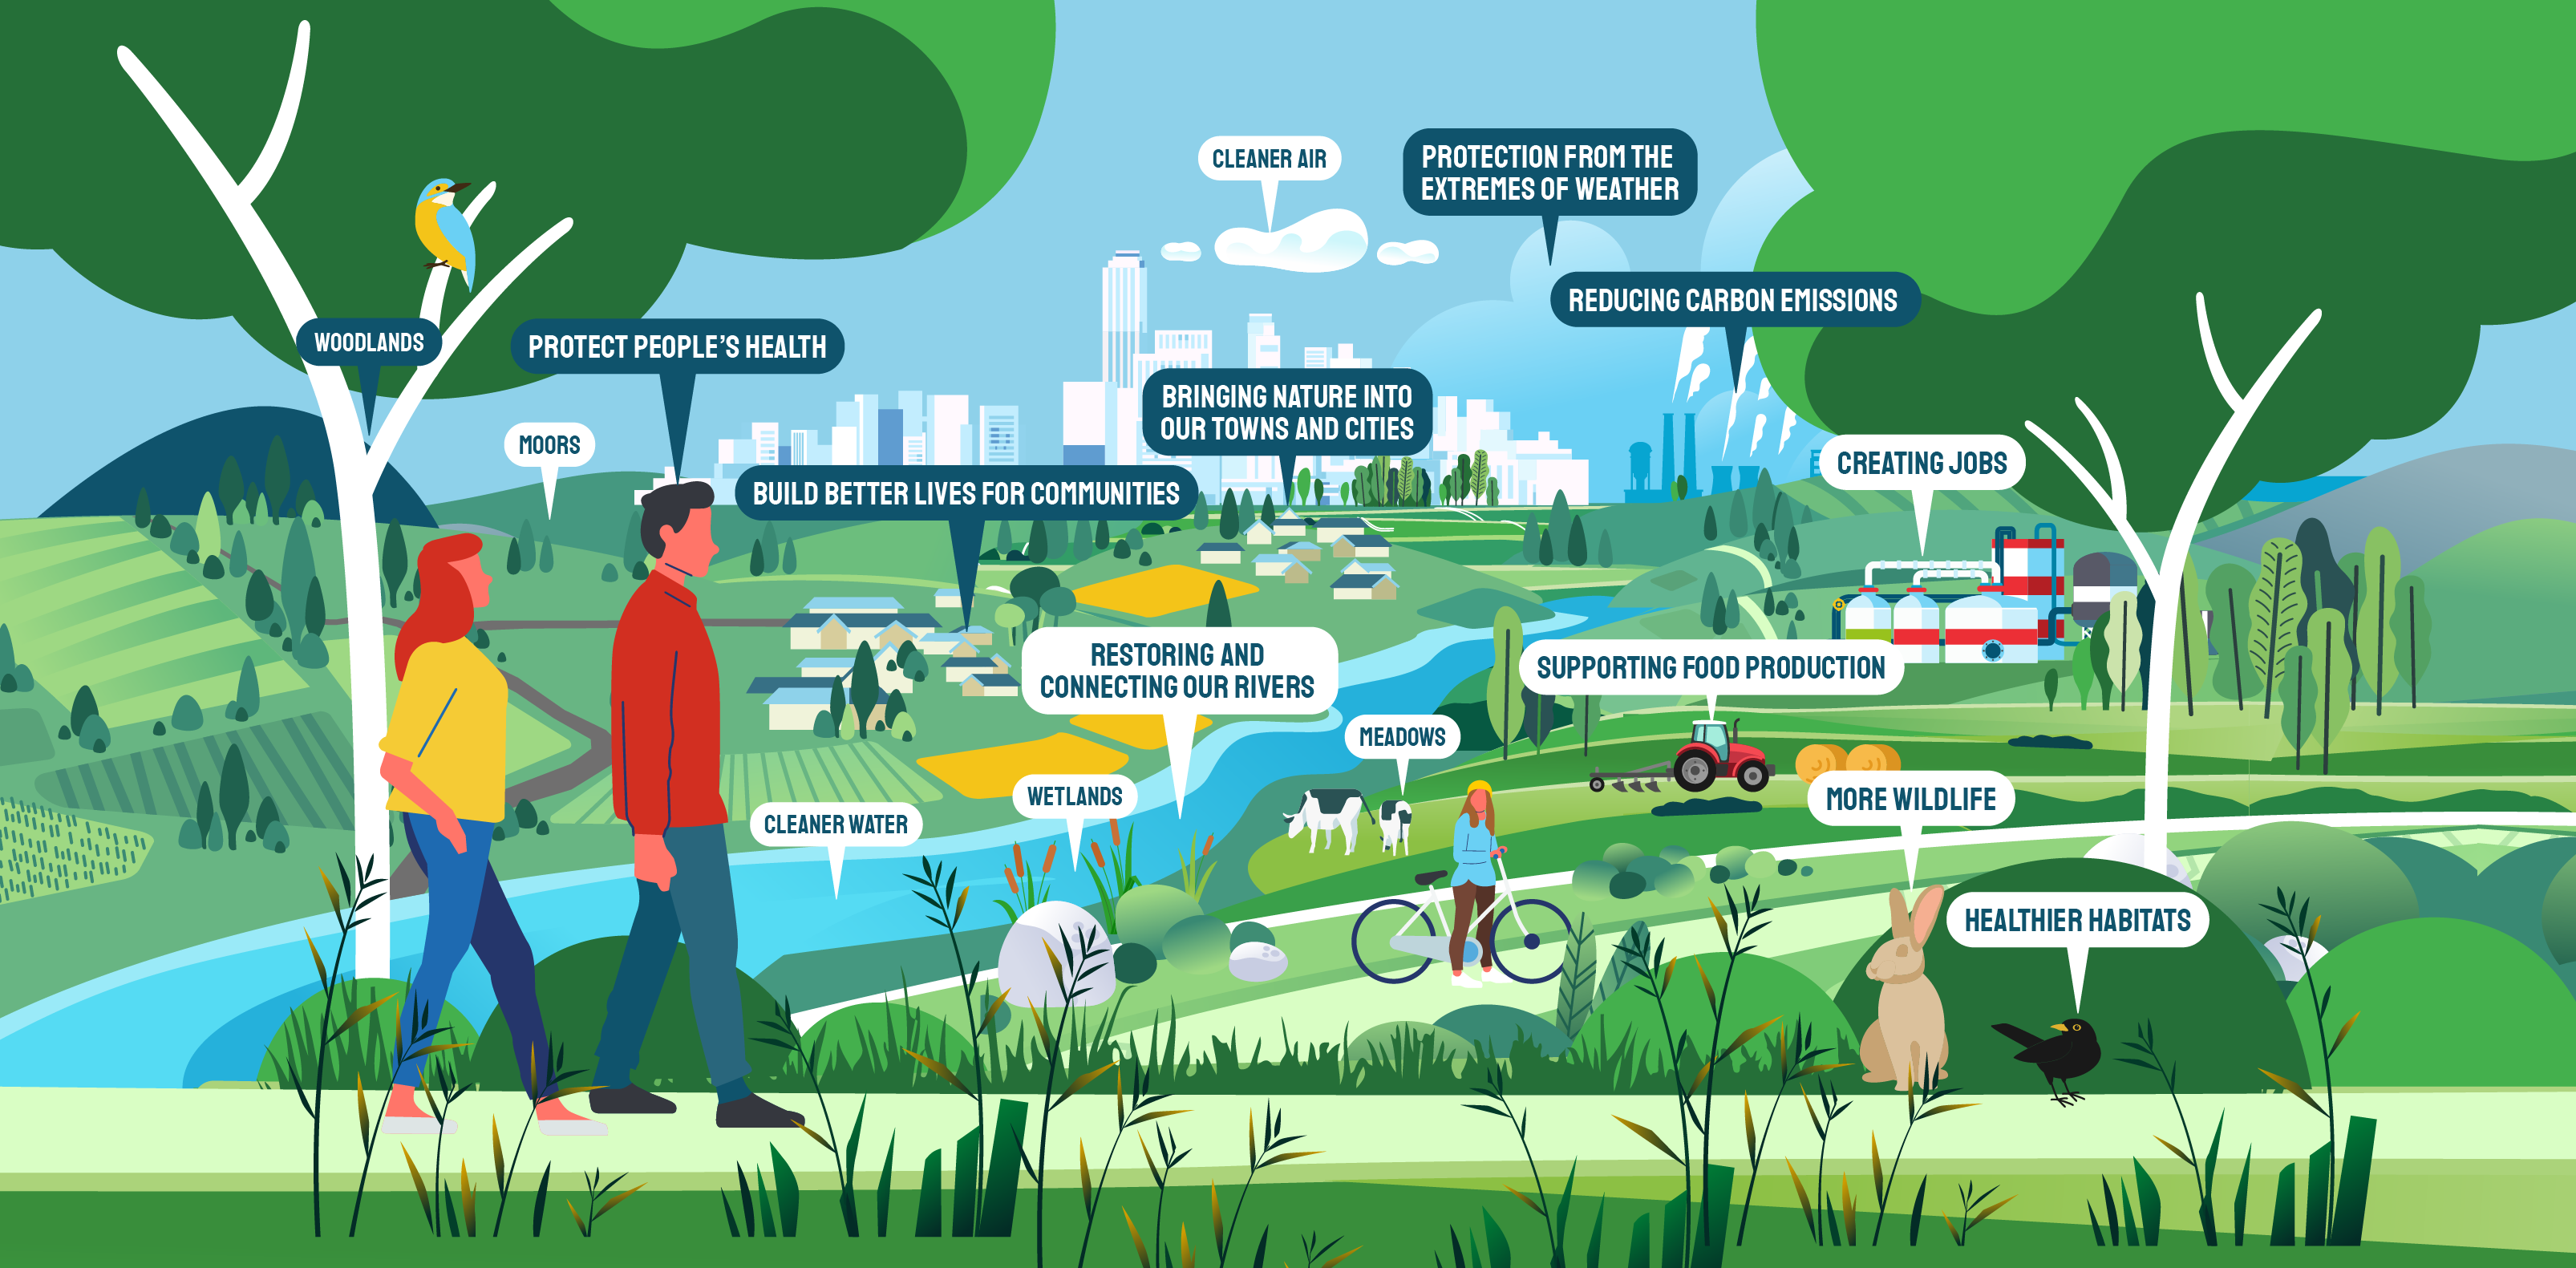 CLEANER AIR
PROTECTION FROM THE
EXTREMES OF WEATHER
REDUCING CARBON EMISSIONS
WOODLANDS
PROTECT PEOPLE'S HEALTH
BRINGING NATURE INTO
OUR TOWNS AND CITIES
MOORS
CREATING JOBS
BUILD BETTER LIVES FOR COMMUNITIES
RESTORING AND
CONNECTING OUR RIVERS
SUPPORTING FOOD PRODUCTION
MEADOWS
WETLANDS
MORE WILDLIFE
CLEANER WATER
HEALTHIER HABITATS